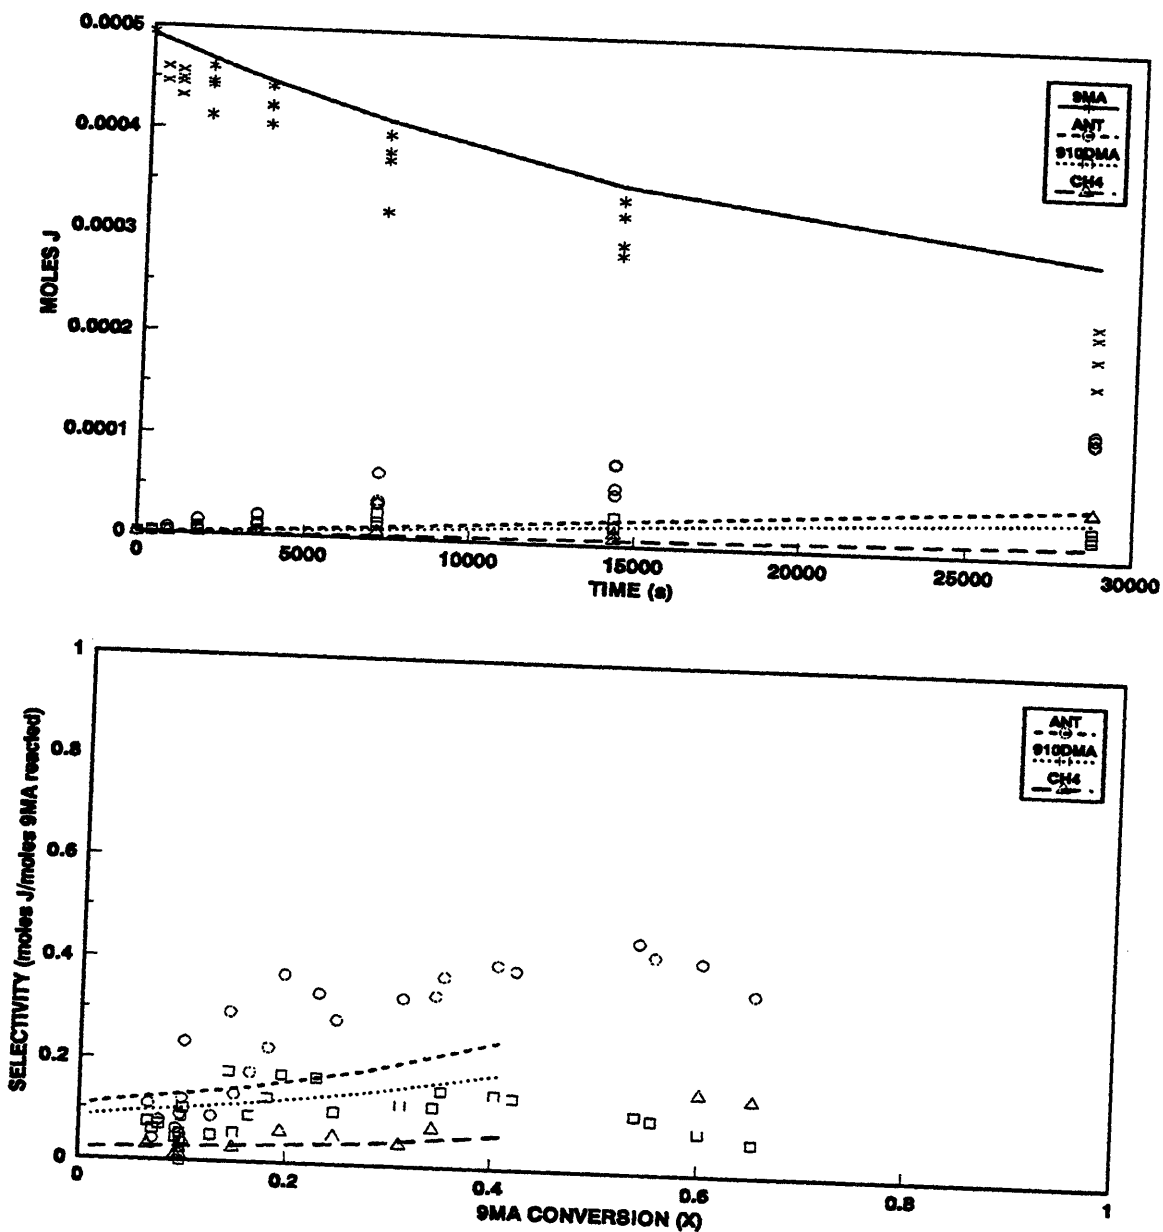 0.0005
0.0004
0.0003
0.0002
0.0001
0
MOLES J
0 5000 10000 15000 20000 25000 30000
TIME (s)
9MA
ANT
910DMA
CH4
1
0.8
0.6
0.4
0.2
0
SELECTIVITY (moles J/moles 9MA reacted)
0 0.2 0.4 0.6 0.8 1
9MA CONVERSION (X)
ANT
910DMA
CH4